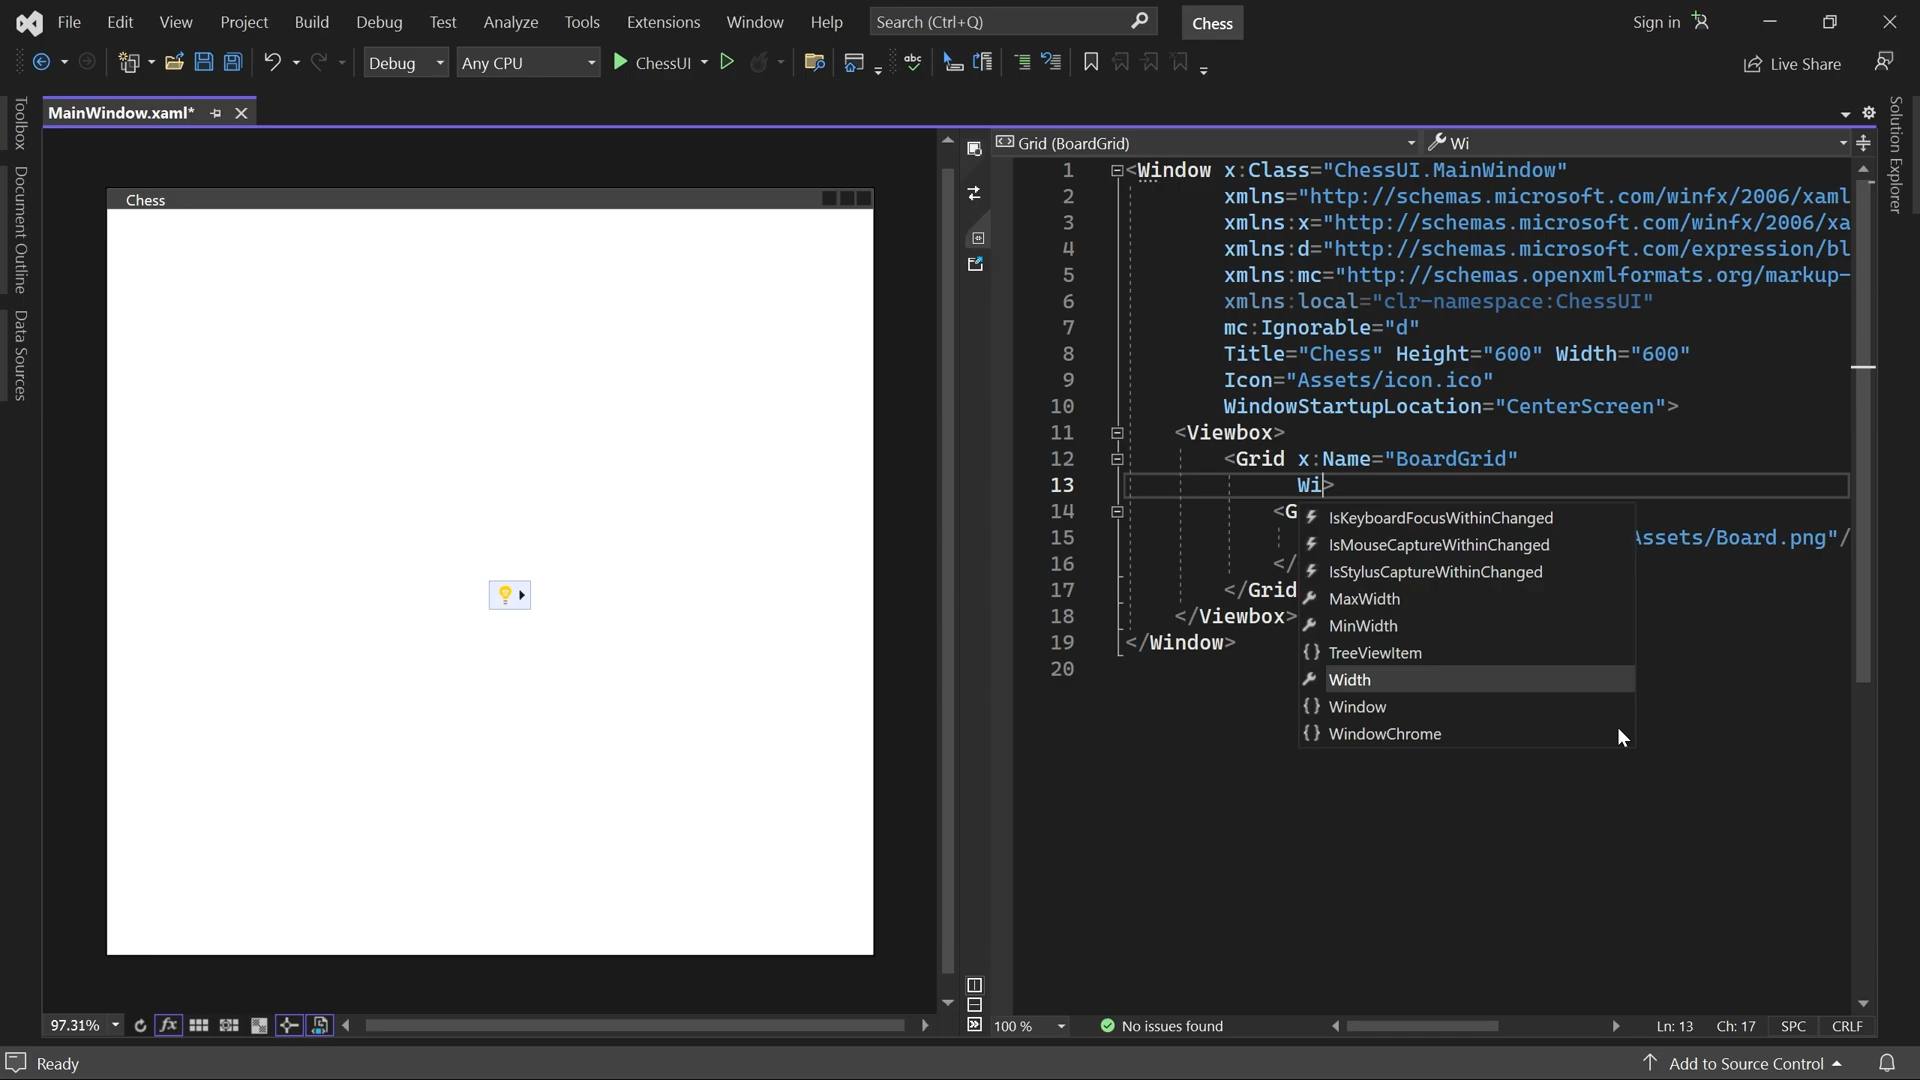 File Edit View Project Build Debug Test Analyze Tools Extensions Window Help Search (Ctrl+Q) Chess Sign in
Debug Any CPU ChessUI Live Share
Toolbox
Document Outline
Data Sources
MainWindow.xaml*
Solution Explorer
Chess
Grid (BoardGrid) Wi
1 <Window x:Class="ChessUI.MainWindow"
2 xmlns="http://schemas.microsoft.com/winfx/2006/xaml
3 xmlns:x="http://schemas.microsoft.com/winfx/2006/xa
4 xmlns:d="http://schemas.microsoft.com/expression/bl
5 xmlns:mc="http://schemas.openxmlformats.org/markup-
6 xmlns:local="clr-namespace:ChessUI"
7 mc:Ignorable="d"
8 Title="Chess" Height="600" Width="600"
9 Icon="Assets/icon.ico"
10 WindowStartupLocation="CenterScreen">
11 <Viewbox>
12 <Grid x:Name="BoardGrid"
13 Wi>
14 <G
15 Assets/Board.png"/
16 </
17 </Grid
18 </Viewbox>
19 </Window>
20
IsKeyboardFocusWithinChanged
IsMouseCaptureWithinChanged
IsStylusCaptureWithinChanged
MaxWidth
MinWidth
{} TreeViewItem
Width
{} Window
{} WindowChrome
97.31% fx
100 % No issues found Ln: 13 Ch: 17 SPC CRLF
Ready Add to Source Control